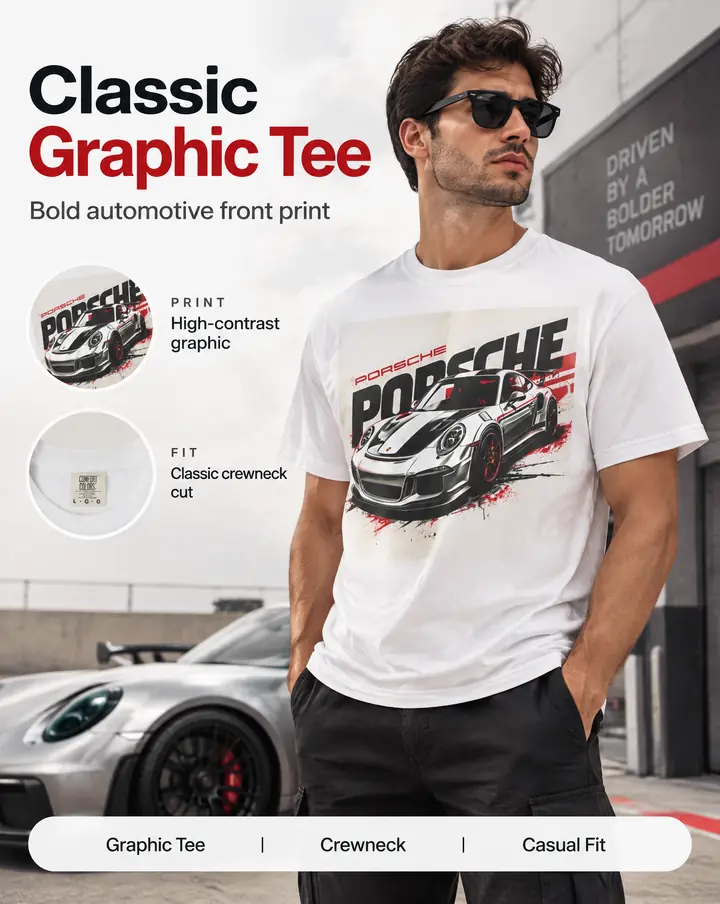 Classic
Graphic Tee
Bold automotive front print
DRIVEN
BY A
BOLDER
TOMORROW
PORSCHE
PORSCHE
PRINT
High-contrast
graphic
PORSCHE
PORSCHE
FIT
Classic crewneck
cut
COMFORT
COLORS
L · G · G
Graphic Tee | Crewneck | Casual Fit